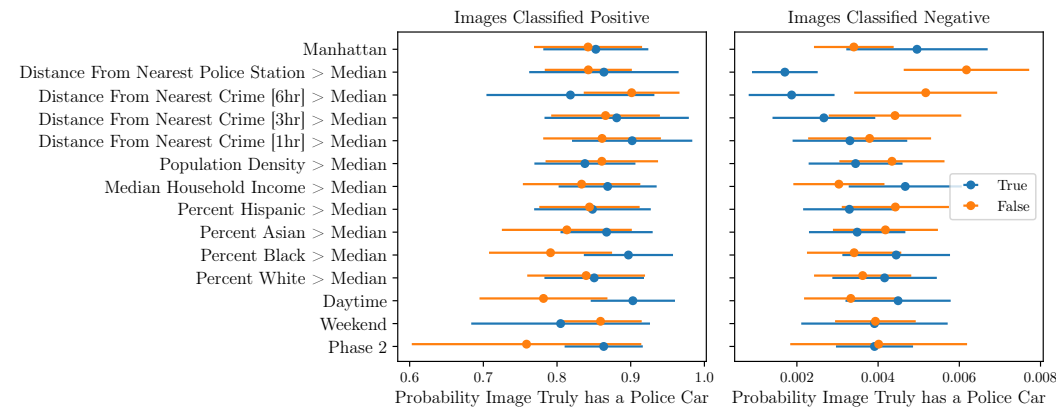 Images Classified Positive
Images Classified Negative
Manhattan
Distance From Nearest Police Station > Median
Distance From Nearest Crime [6hr] > Median
Distance From Nearest Crime [3hr] > Median
Distance From Nearest Crime [1hr] > Median
Population Density > Median
Median Household Income > Median
Percent Hispanic > Median
Percent Asian > Median
Percent Black > Median
Percent White > Median
Daytime
Weekend
Phase 2
True
False
0.6 0.7 0.8 0.9 1.0
0.002 0.004 0.006 0.008
Probability Image Truly has a Police Car
Probability Image Truly has a Police Car